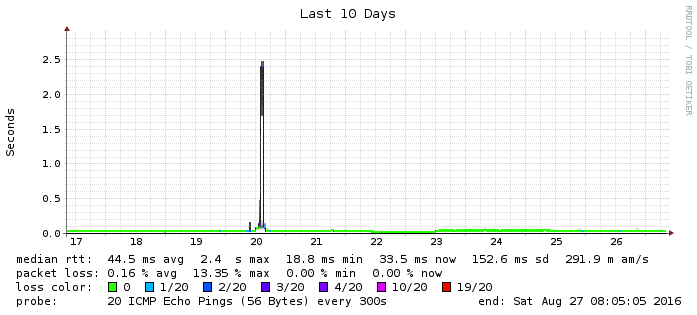 Last 10 Days
RRDTOOL / TOBI OETIKER
Seconds
2.5
2.0
1.5
1.0
0.5
0.0
17 18 19 20 21 22 23 24 25 26
median rtt: 44.5 ms avg 2.4 s max 18.8 ms min 33.5 ms now 152.6 ms sd 291.9 m am/s
packet loss: 0.16 % avg 13.35 % max 0.00 % min 0.00 % now
loss color: 0 1/20 2/20 3/20 4/20 10/20 19/20
probe: 20 ICMP Echo Pings (56 Bytes) every 300s end: Sat Aug 27 08:05:05 2016